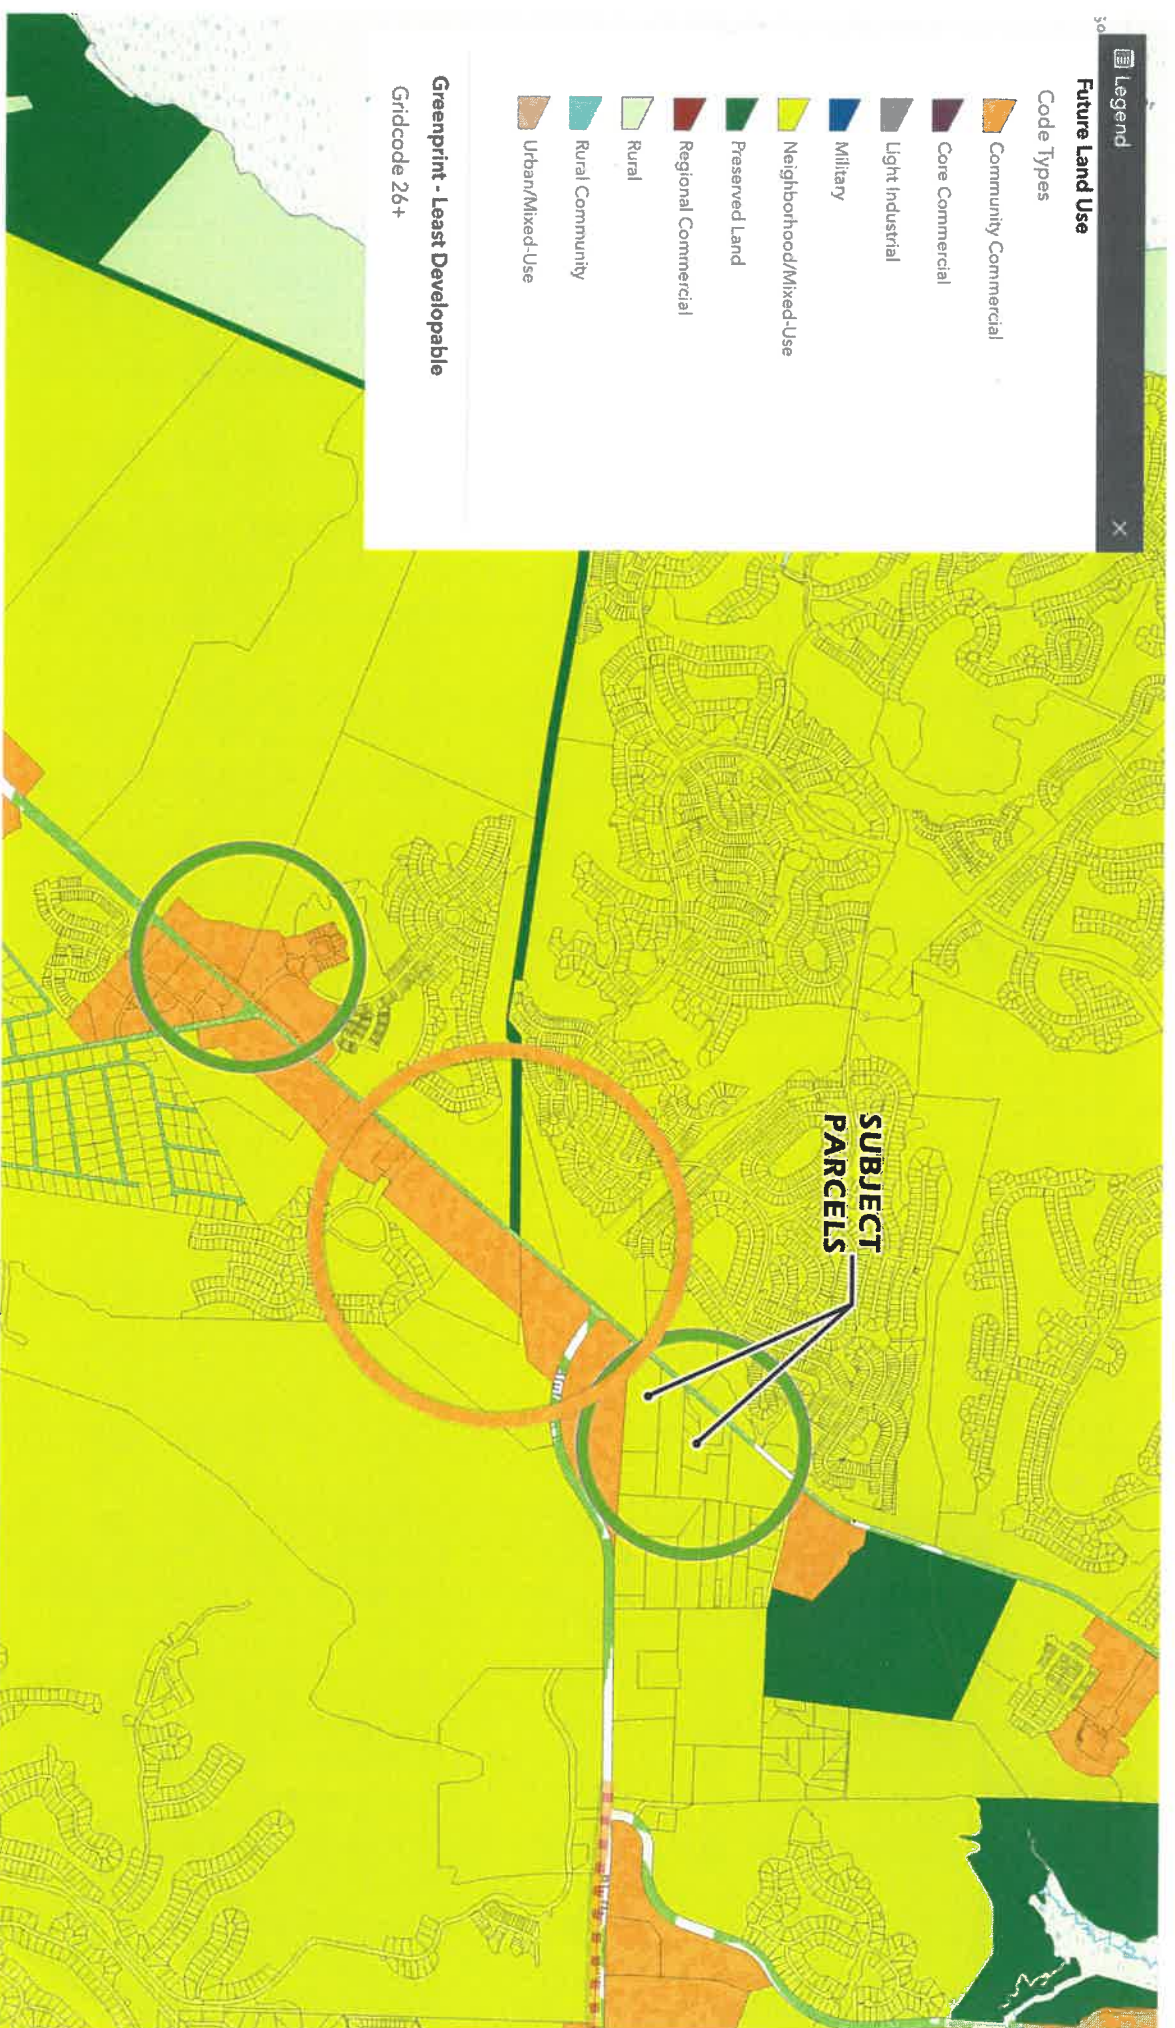 Legend
Future Land Use
Code Types
Community Commercial
Core Commercial
Light Industrial
Military
Neighborhood/Mixed-Use
Preserved Land
Regional Commercial
Rural
Rural Community
Urban/Mixed-Use
Greenprint - Least Developable
Gridcode 26+
SUBJECT
PARCELS